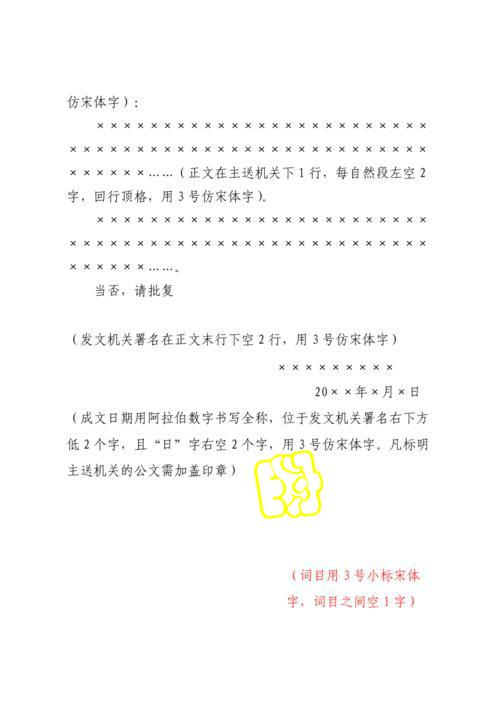 仿宋体字）：
××××××××××××××××××××××××××
×××××××××××××××××××××××××××
××××××……（正文在主送机关下1行，每自然段左空2
字，回行顶格，用3号仿宋体字）。
××××××××××××××××××××××××××
×××××××××××××××××××××××××××
××××××……。
当否，请批复
（发文机关署名在正文末行下空2行，用3号仿宋体字）
×××××××××
20××年×月×日
（成文日期用阿拉伯数字书写全称，位于发文机关署名右下方
低2个字，且“日”字右空2个字，用3号仿宋体字。凡标明
主送机关的公文需加盖印章）
（词目用3号小标宋体
字，词目之间空1字）